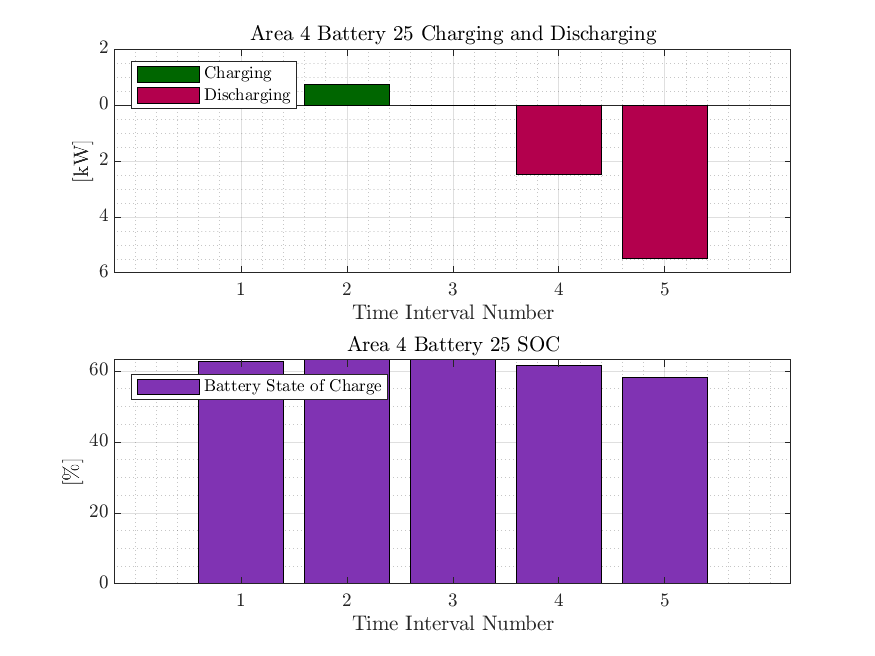 Area 4 Battery 25 Charging and Discharging
2
Charging
0
Discharging
[kW]
2
4
6
1 2 3 4 5
Time Interval Number
Area 4 Battery 25 SOC
60
Battery State of Charge
40
[%]
20
0
1 2 3 4 5
Time Interval Number